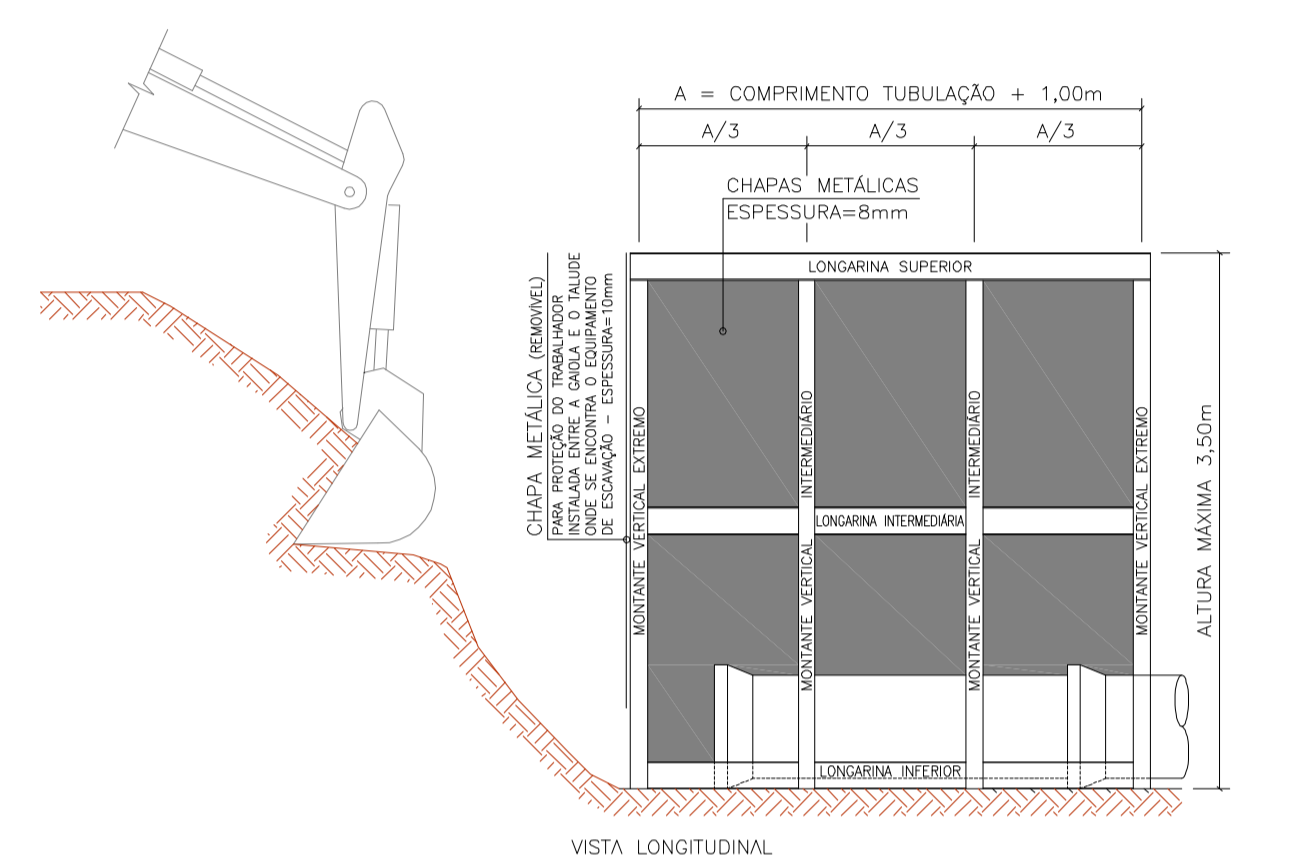 A = COMPRIMENTO TUBULAÇÃO + 1,00m
A/3
A/3
A/3
CHAPAS METÁLICAS
ESPESSURA=8mm
LONGARINA SUPERIOR
CHAPA METÁLICA (REMOVÍVEL)
PARA PROTEÇÃO DO TRABALHADOR
INSTALADA ENTRE A GAIOLA E O TALUDE
ONDE SE ENCONTRA O EQUIPAMENTO
DE ESCAVAÇÃO - ESPESSURA=10mm
MONTANTE VERTICAL EXTREMO
MONTANTE VERTICAL INTERMEDIÁRIO
MONTANTE VERTICAL INTERMEDIÁRIO
MONTANTE VERTICAL EXTREMO
LONGARINA INTERMEDIÁRIA
LONGARINA INFERIOR
ALTURA MÁXIMA 3,50m
VISTA LONGITUDINAL